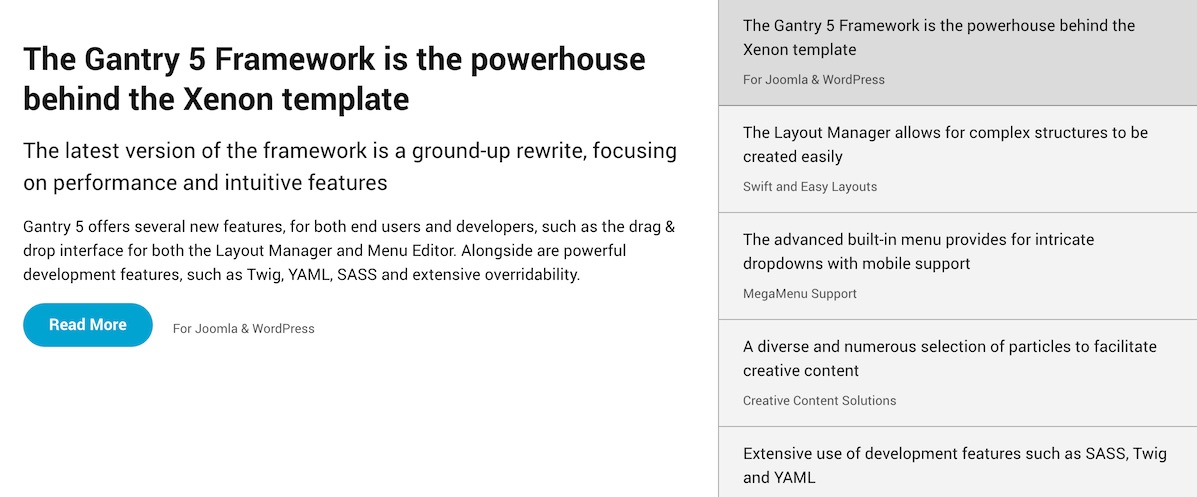 The Gantry 5 Framework is the powerhouse
behind the Xenon template
The latest version of the framework is a ground-up rewrite, focusing
on performance and intuitive features
Gantry 5 offers several new features, for both end users and developers, such as the drag &
drop interface for both the Layout Manager and Menu Editor. Alongside are powerful
development features, such as Twig, YAML, SASS and extensive overridability.
Read More
For Joomla & WordPress
The Gantry 5 Framework is the powerhouse behind the
Xenon template
For Joomla & WordPress
The Layout Manager allows for complex structures to be
created easily
Swift and Easy Layouts
The advanced built-in menu provides for intricate
dropdowns with mobile support
MegaMenu Support
A diverse and numerous selection of particles to facilitate
creative content
Creative Content Solutions
Extensive use of development features such as SASS, Twig
and YAML